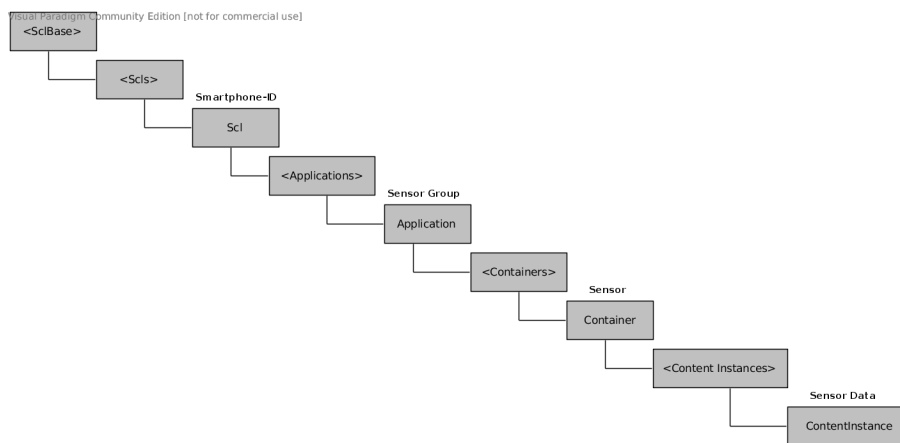 Visual Paradigm Community Edition [not for commercial use]
<SclBase>
<Scls>
Smartphone-ID
Scl
<Applications>
Sensor Group
Application
<Containers>
Sensor
Container
<Content Instances>
Sensor Data
ContentInstance